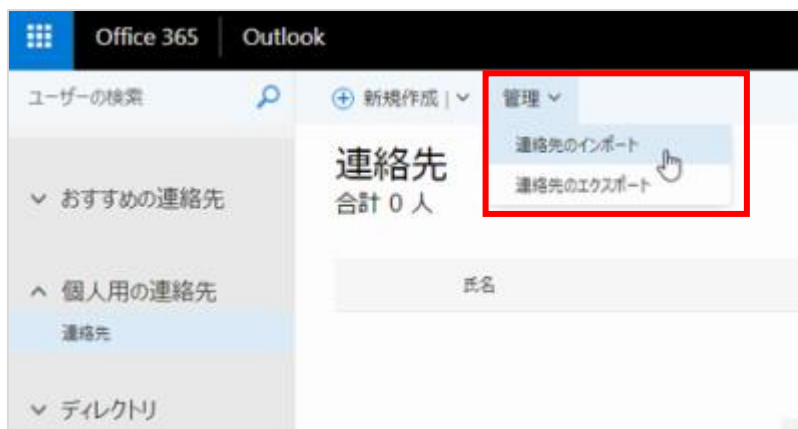 Office 365 Outlook
ユーザーの検索
新規作成 | 管理
連絡先のインポート
連絡先のエクスポート
連絡先
合計 0 人
おすすめの連絡先
個人用の連絡先
連絡先
ディレクトリ
氏名